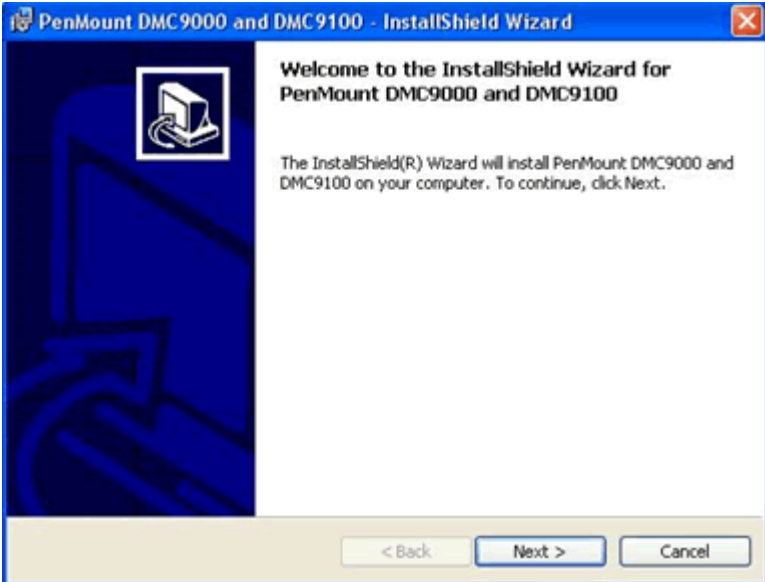 PenMount DMC9000 and DMC9100 - InstallShield Wizard
Welcome to the InstallShield Wizard for
PenMount DMC9000 and DMC9100
The InstallShield(R) Wizard will install PenMount DMC9000 and
DMC9100 on your computer. To continue, click Next.
< Back
Next >
Cancel